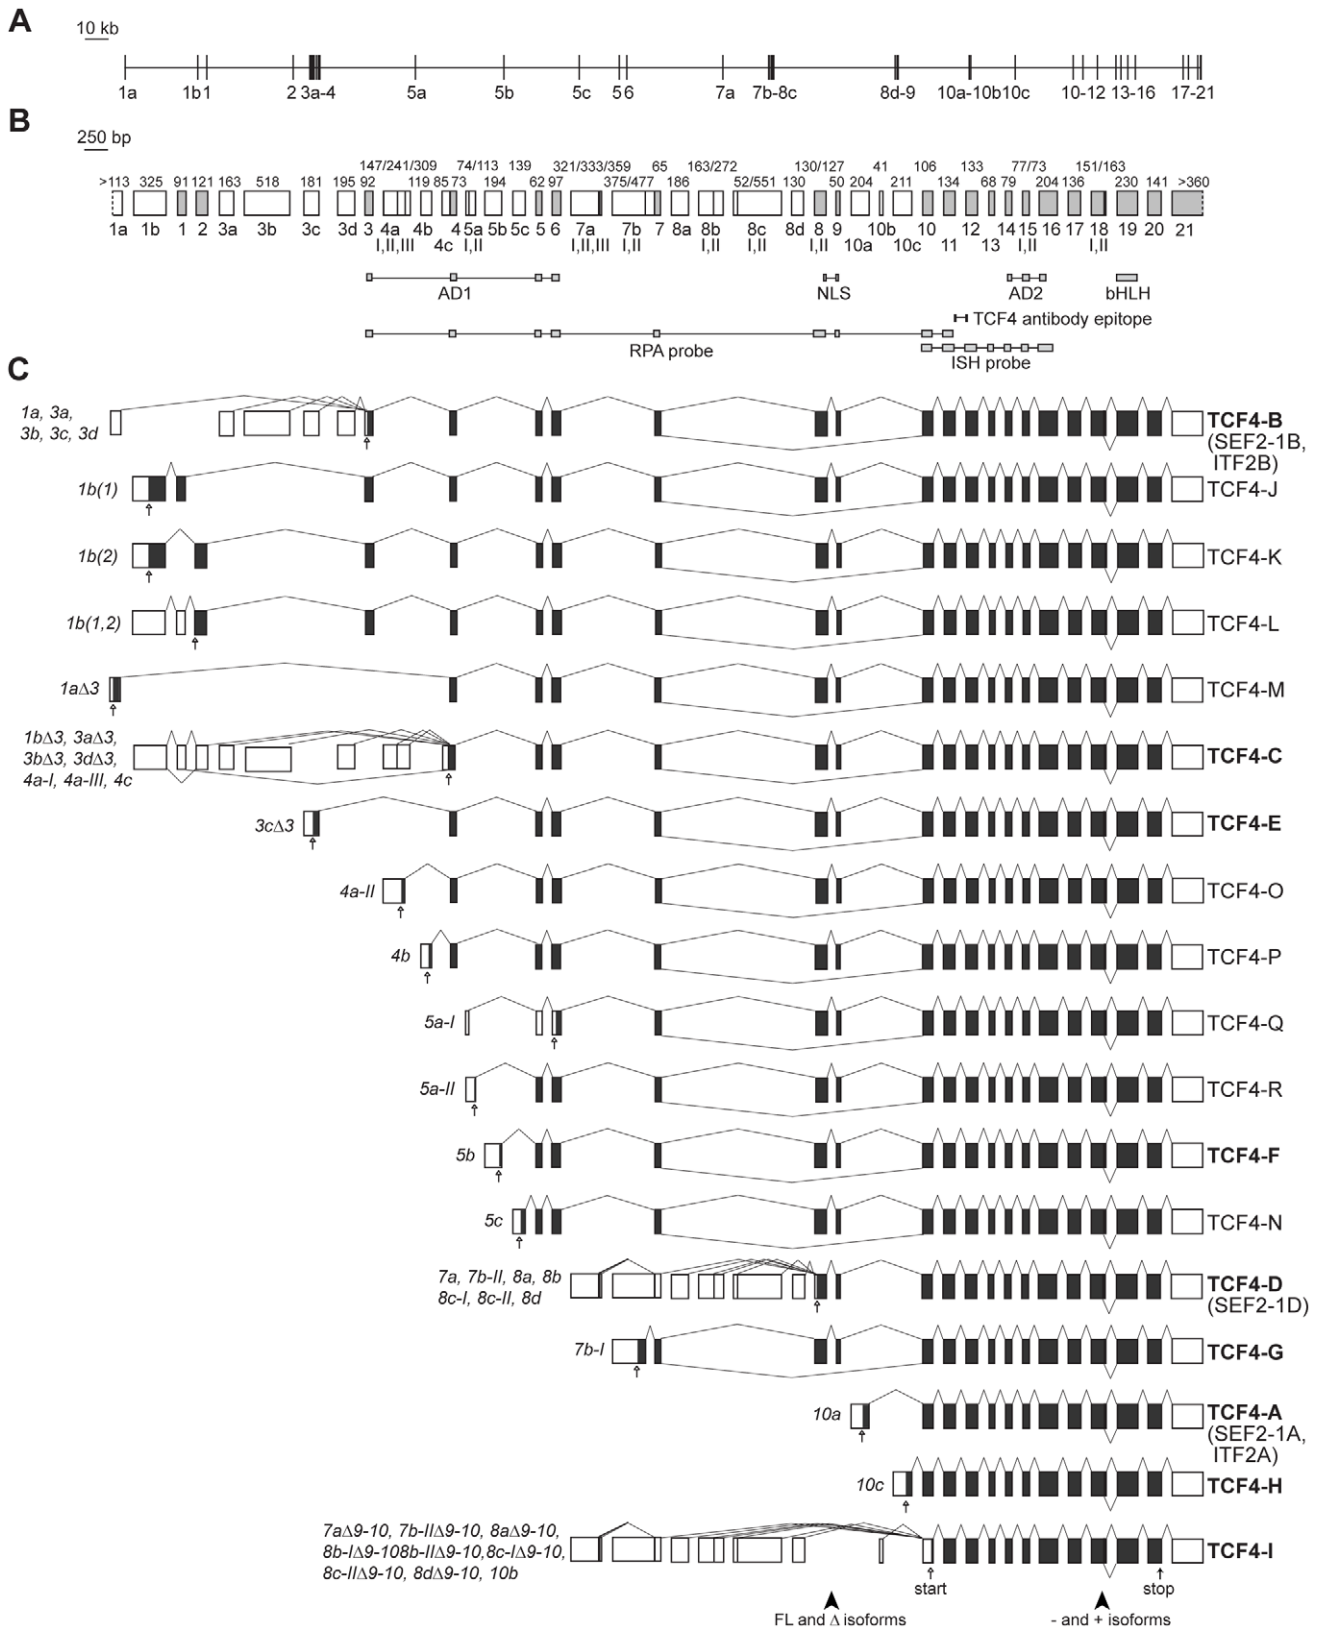 A
10 kb
1a 1b 1 2 3a-4 5a 5b 5c 5 6 7a 7b-8c 8d-9 10a-10b 10c 10-12 13-16 17-21
B
250 bp
147/241/309 74/113 139 321/333/359 65 163/272 130/127 41 106 133 77/73 151/163
>113 325 91 121 163 518 181 195 92 119 85 73 194 62 97 375/477 186 52/551 130 50 204 211 134 68 79 204 136 230 141 >360
1a 1b 1 2 3a 3b 3c 3d 3 4a 4b 4 5a 5b 5c 5 6 7a 7b 7 8a 8b 8c 8d 8 9 10b 10 12 14 15 16 17 18 19 20 21
I,II,III 4c I,II I,II,III I,II I,II I,II I,II 10a 10c 11 13 I,II I,II
AD1 NLS AD2 bHLH
TCF4 antibody epitope
RPA probe
ISH probe
C
1a, 3a,
3b, 3c, 3d
TCF4-B
(SEF2-1B,
ITF2B)
1b(1) TCF4-J
1b(2) TCF4-K
1b(1,2) TCF4-L
1aΔ3 TCF4-M
1bΔ3, 3aΔ3,
3bΔ3, 3dΔ3,
4a-I, 4a-III, 4c
TCF4-C
3cΔ3 TCF4-E
4a-II TCF4-O
4b TCF4-P
5a-I TCF4-Q
5a-II TCF4-R
5b TCF4-F
5c TCF4-N
7a, 7b-II, 8a, 8b
8c-I, 8c-II, 8d
TCF4-D
(SEF2-1D)
7b-I TCF4-G
10a TCF4-A
(SEF2-1A,
ITF2A)
10c TCF4-H
7aΔ9-10, 7b-IIΔ9-10, 8aΔ9-10,
8b-IΔ9-108b-IIΔ9-10,8c-IΔ9-10,
8c-IIΔ9-10, 8dΔ9-10, 10b
TCF4-I
start stop
FL and Δ isoforms - and + isoforms